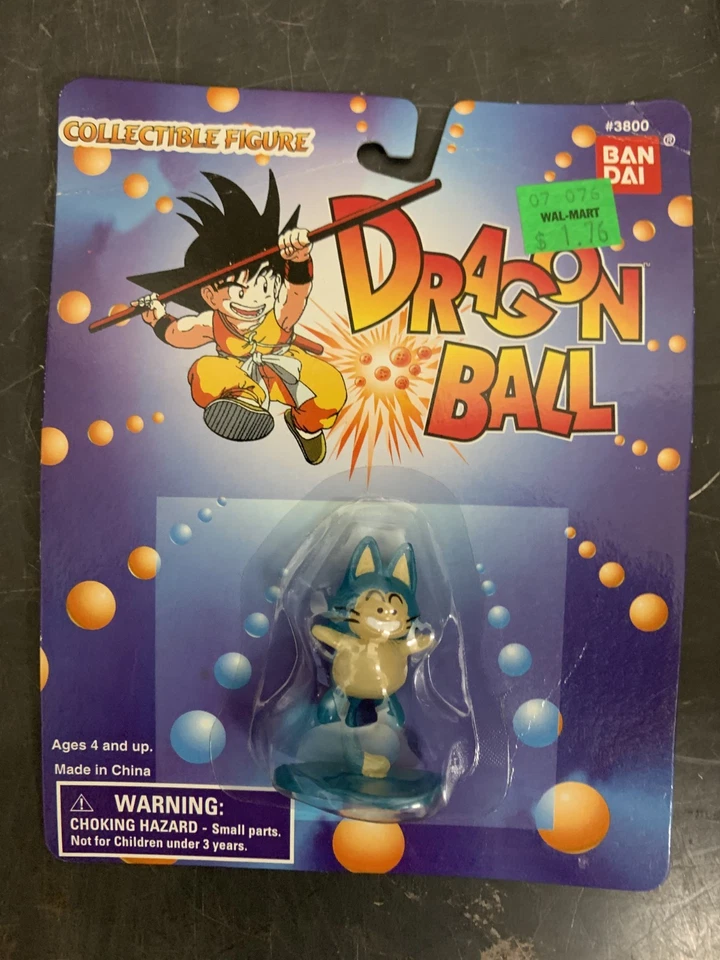 COLLECTIBLE FIGURE
#3800
BAN
DAI
®
07 076
WAL-MART
$ 1.76
DRAGON
BALL
™
Ages 4 and up.
Made in China
WARNING:
CHOKING HAZARD - Small parts.
Not for Children under 3 years.